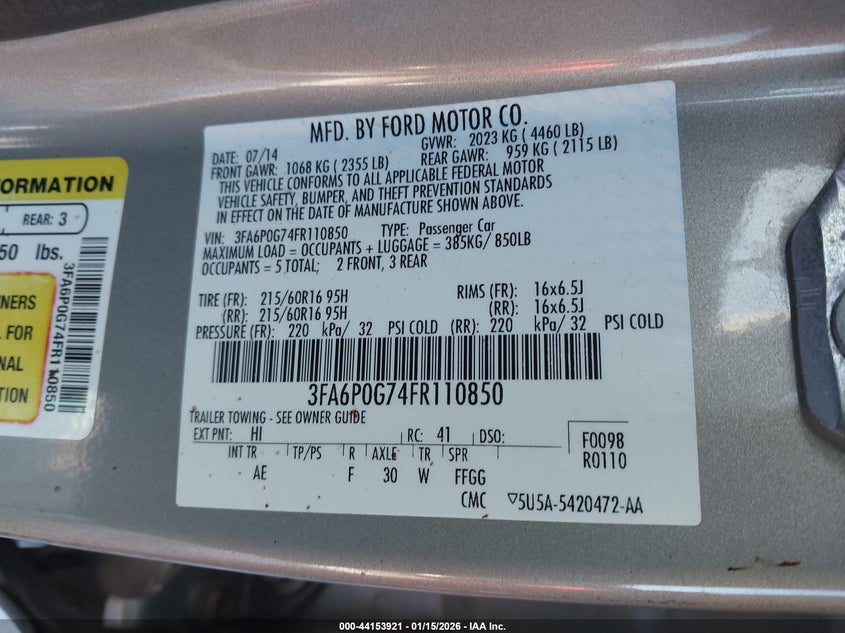 MFD. BY FORD MOTOR CO.
DATE: 07/14 GVWR: 2023 KG ( 4460 LB)
FRONT GAWR: 1068 KG ( 2355 LB) REAR GAWR: 959 KG ( 2115 LB)
THIS VEHICLE CONFORMS TO ALL APPLICABLE FEDERAL MOTOR
VEHICLE SAFETY, BUMPER, AND THEFT PREVENTION STANDARDS
IN EFFECT ON THE DATE OF MANUFACTURE SHOWN ABOVE.
VIN: 3FA6P0G74FR110850 TYPE: Passenger Car
MAXIMUM LOAD = OCCUPANTS + LUGGAGE = 385KG/ 850LB
OCCUPANTS = 5 TOTAL; 2 FRONT, 3 REAR
TIRE (FR): 215/60R16 95H RIMS (FR): 16x6.5J
(RR): 215/60R16 95H (RR): 16x6.5J
PRESSURE (FR): 220 kPa/ 32 PSI COLD (RR): 220 kPa/ 32 PSI COLD
3FA6P0G74FR110850
TRAILER TOWING - SEE OWNER GUIDE
EXT PNT: HI RC: 41 DSO: F0098
INT TR TP/PS R AXLE TR SPR R0110
AE F 30 W FFGG
CMC ▽5U5A-5420472-AA
ORMATION
REAR: 3
50 lbs.
WNERS
L FOR
NAL
ON
3FA6P0G74FR110850
000-44153921 - 01/15/2026 - IAA Inc.